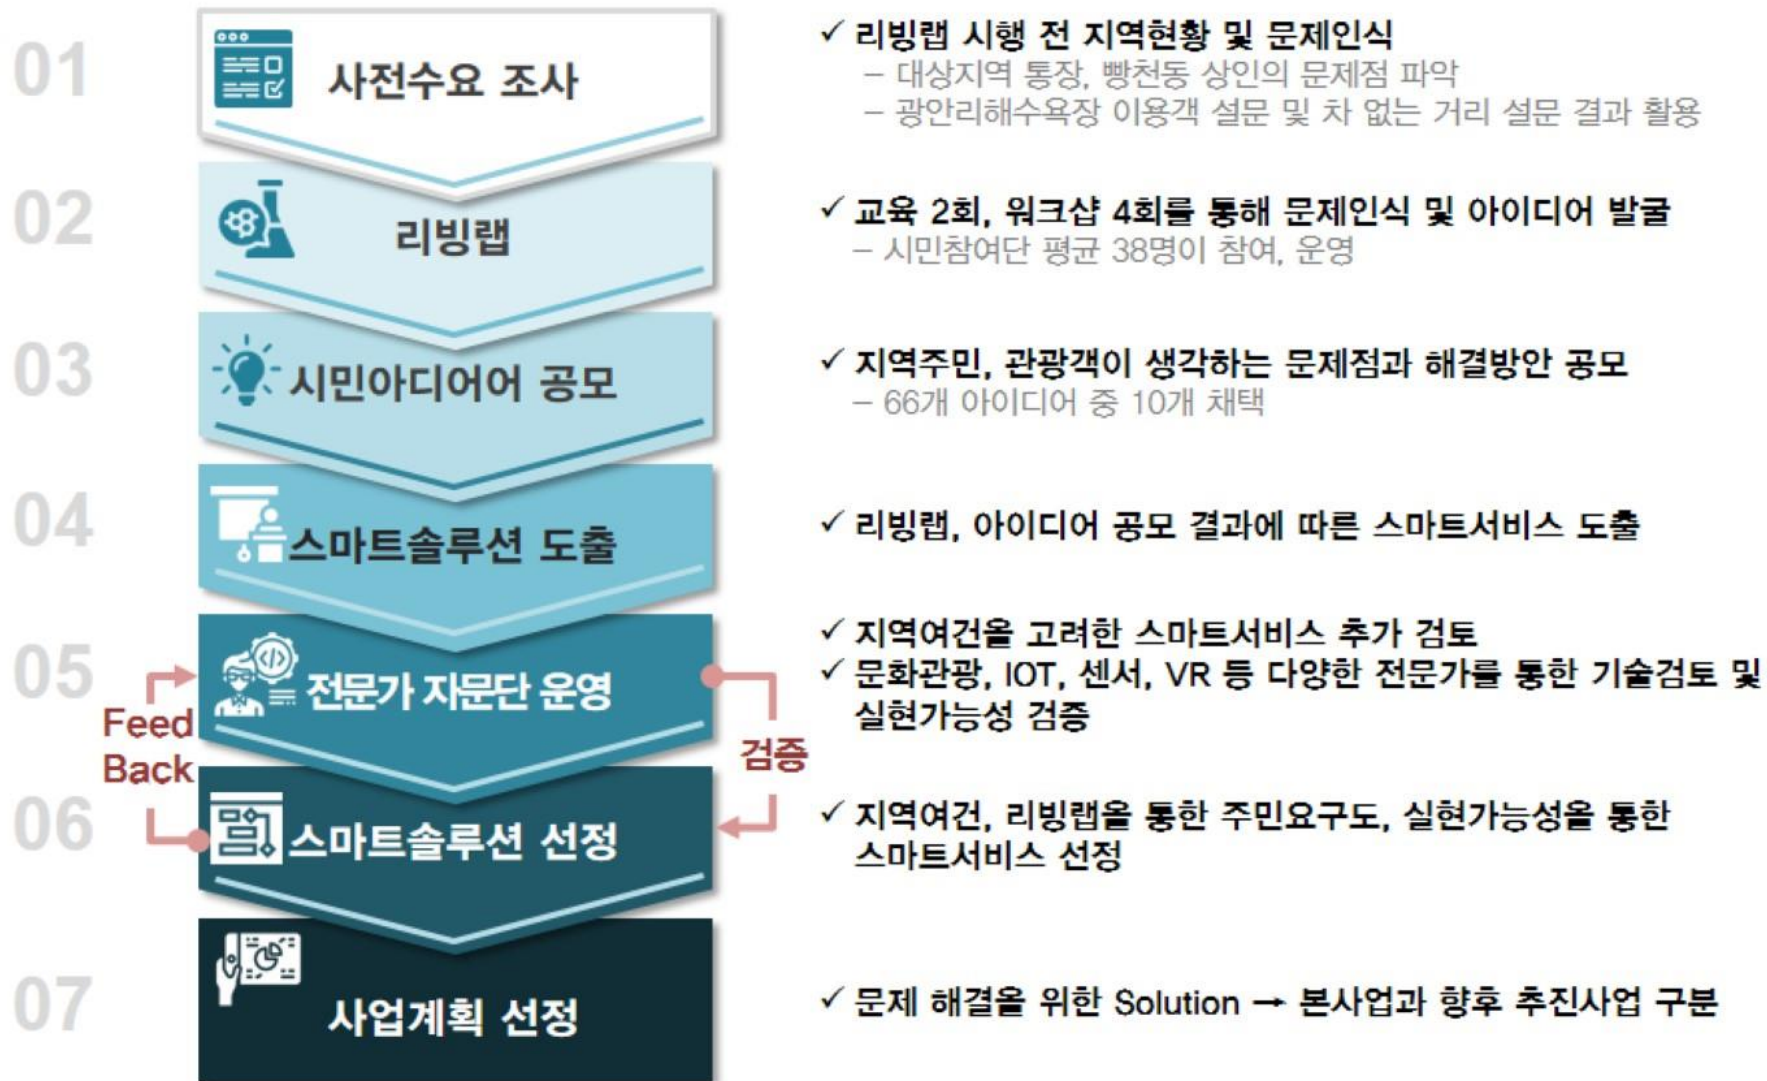 01
사전수요 조사
✓ 리빙랩 시행 전 지역현황 및 문제인식
– 대상지역 통장, 빵천동 상인의 문제점 파악
– 광안리해수욕장 이용객 설문 및 차 없는 거리 설문 결과 활용
02
리빙랩
✓ 교육 2회, 워크샵 4회를 통해 문제인식 및 아이디어 발굴
– 시민참여단 평균 38명이 참여, 운영
03
시민아디어어 공모
✓ 지역주민, 관광객이 생각하는 문제점과 해결방안 공모
– 66개 아이디어 중 10개 채택
04
스마트솔루션 도출
✓ 리빙랩, 아이디어 공모 결과에 따른 스마트서비스 도출
05
전문가 자문단 운영
✓ 지역여건을 고려한 스마트서비스 추가 검토
✓ 문화관광, IOT, 센서, VR 등 다양한 전문가를 통한 기술검토 및
실현가능성 검증
Feed
Back
검증
06
스마트솔루션 선정
✓ 지역여건, 리빙랩을 통한 주민요구도, 실현가능성을 통한
스마트서비스 선정
07
사업계획 선정
✓ 문제 해결을 위한 Solution → 본사업과 향후 추진사업 구분